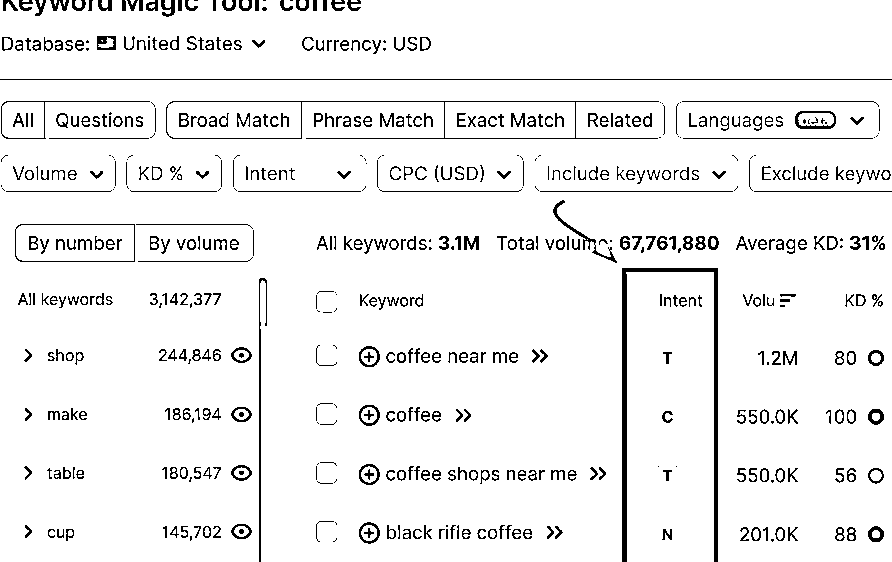 Keyword Magic Tool: coffee
Database: United States Currency: USD
All Questions Broad Match Phrase Match Exact Match Related Languages
Volume KD % Intent CPC (USD) Include keywords Exclude keywo
By number By volume All keywords: 3.1M Total volume: 67,761,880 Average KD: 31%
All keywords 3,142,377 Keyword Intent Volu KD %
shop 244,846 coffee near me T 1.2M 80
make 186,194 coffee C 550.0K 100
table 180,547 coffee shops near me T 550.0K 56
cup 145,702 black rifle coffee N 201.0K 88